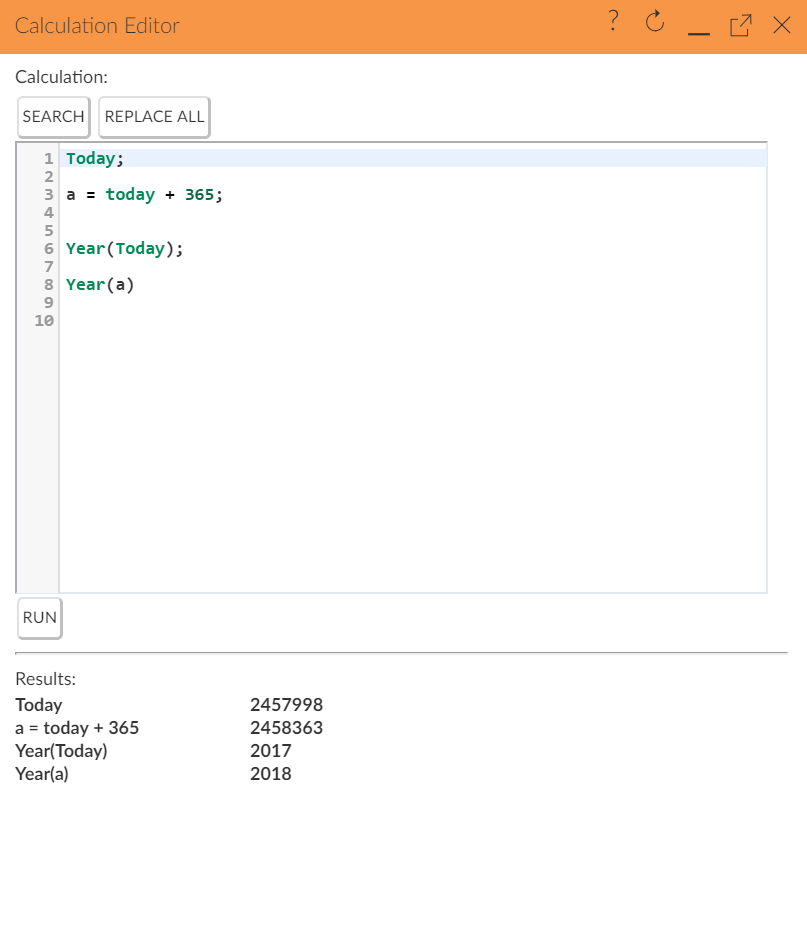 Calculation Editor ?
Calculation:
SEARCH REPLACE ALL
1 Today;
2
3 a = today + 365;
4
5
6 Year(Today);
7
8 Year(a)
9
10
RUN
Results:
Today 2457998
a = today + 365 2458363
Year(Today) 2017
Year(a) 2018